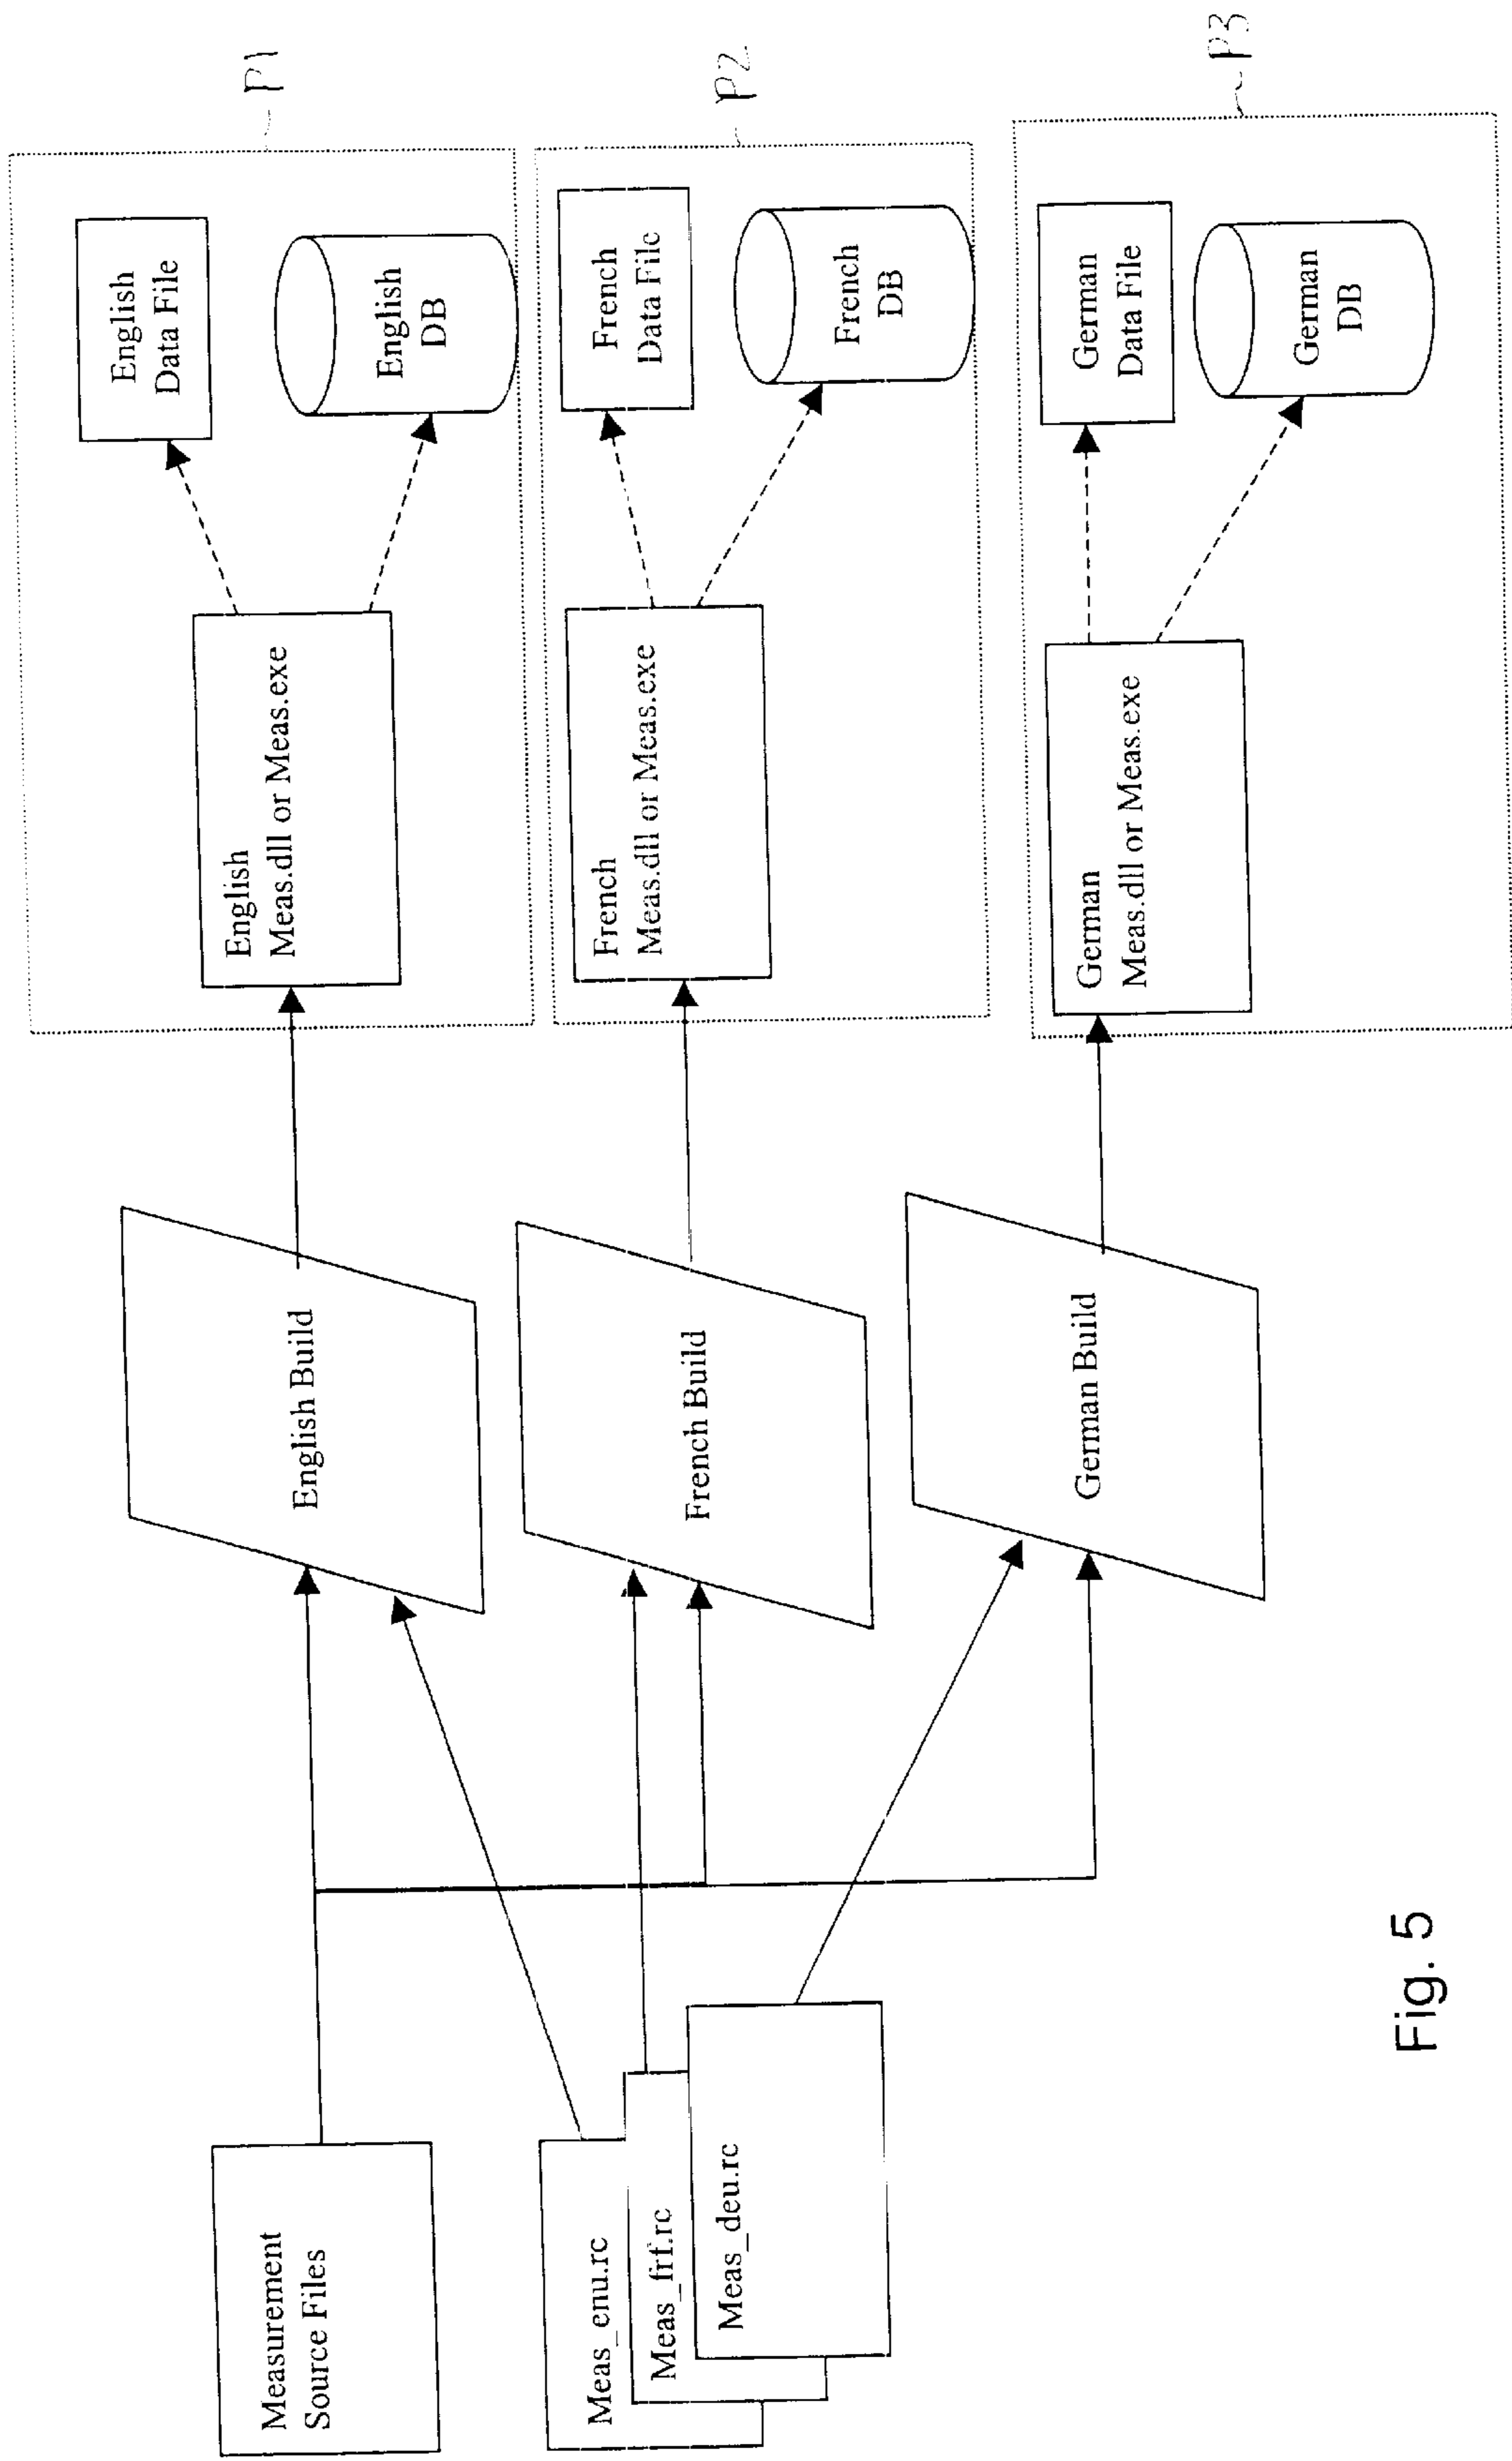 Measurement
Source Files
Meas_enu.rc
Meas_frf.rc
Meas_deu.rc
English Build
French Build
German Build
English
Meas.dll or Meas.exe
English
Data File
English
DB
P1
French
Meas.dll or Meas.exe
French
Data File
French
DB
P2
German
Meas.dll or Meas.exe
German
Data File
German
DB
P3
Fig. 5